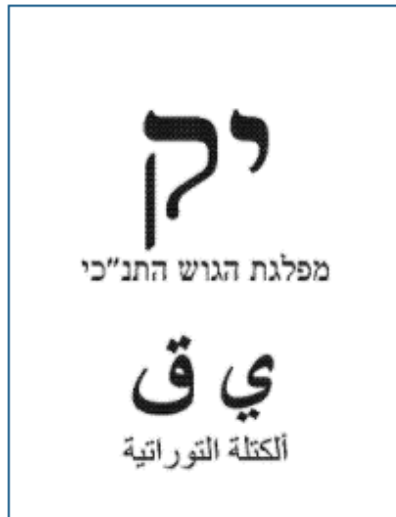 יק
מפלגת הגוש התנ"כי
ي ق
ألكتلة التوراتية